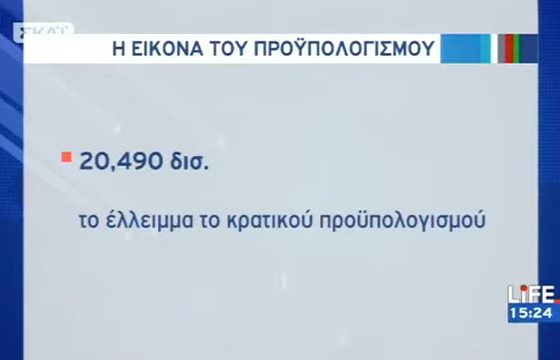 ΣΚΑΪ
Η ΕΙΚΟΝΑ ΤΟΥ ΠΡΟΫΠΟΛΟΓΙΣΜΟΥ
20,490 δισ.
το έλλειμμα το κρατικού προϋπολογισμού
LiFE
15:24